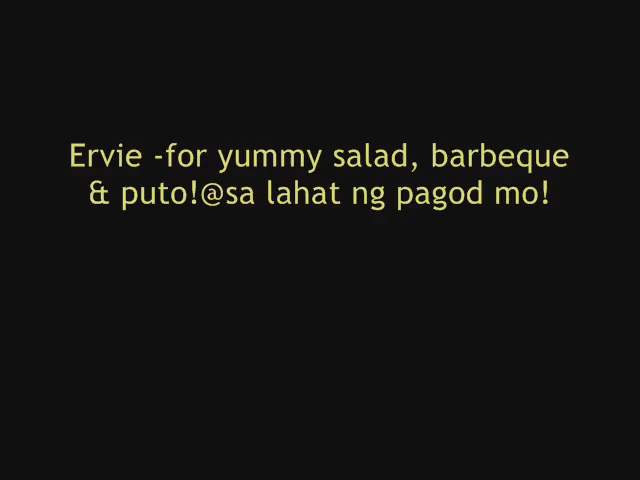 Ervie -for yummy salad, barbeque
& puto!@sa lahat ng pagod mo!